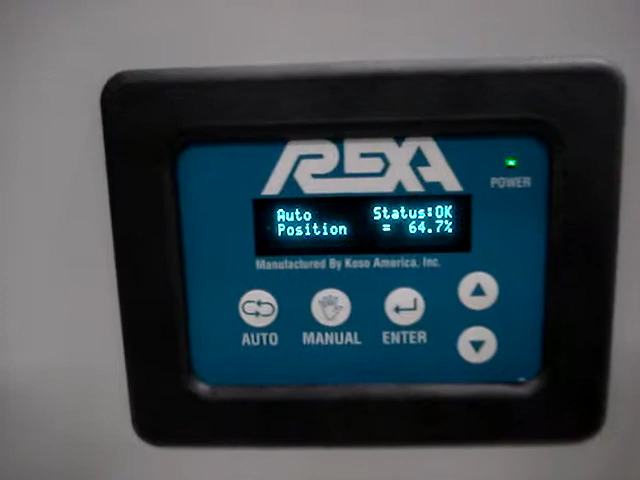 REXA
POWER
Auto Status:OK
Position = 64.7%
Manufactured By Koso America, Inc.
AUTO MANUAL ENTER